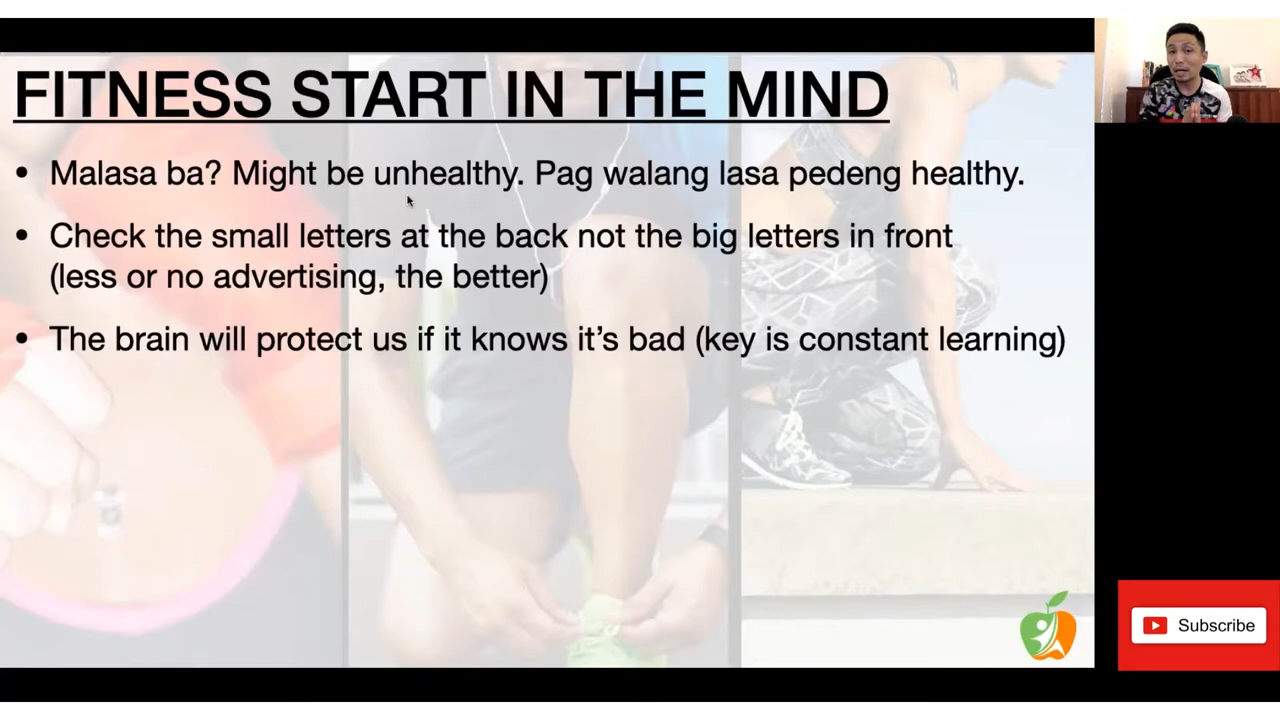 FITNESS START IN THE MIND
• Malasa ba? Might be unhealthy. Pag walang lasa pedeng healthy.
• Check the small letters at the back not the big letters in front
(less or no advertising, the better)
• The brain will protect us if it knows it’s bad (key is constant learning)
Subscribe